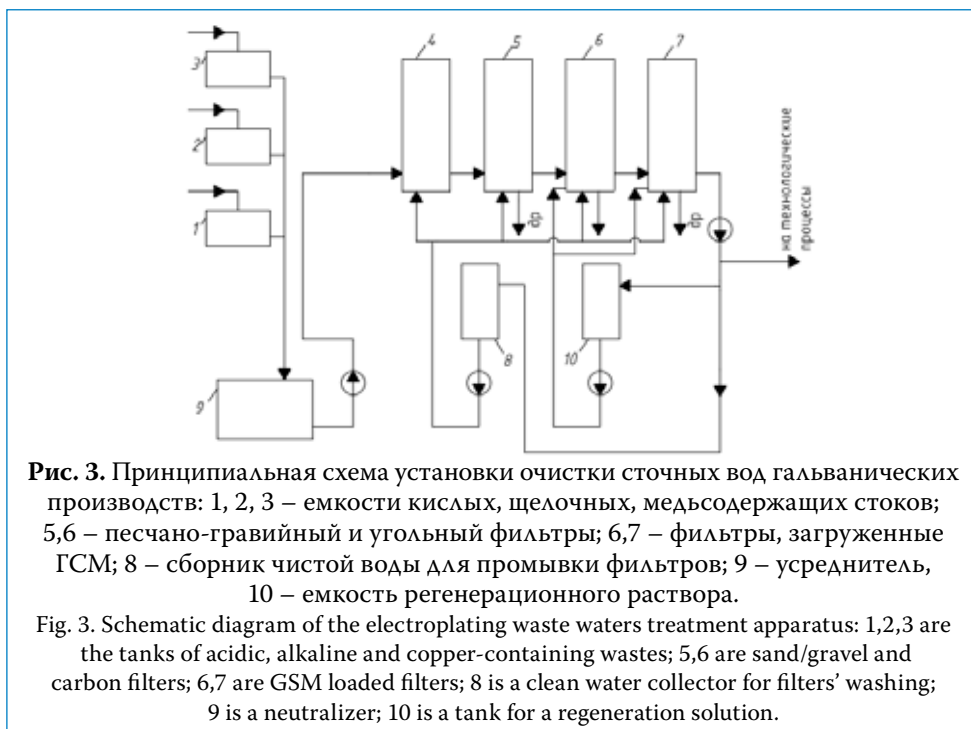 4 5 6 7
3
2
1
др
др
на технологические
процессы
8
10
9
Рис. 3. Принципиальная схема установки очистки сточных вод гальванических
производств: 1, 2, 3 – емкости кислых, щелочных, медьсодержащих стоков;
5,6 – песчано-гравийный и угольный фильтры; 6,7 – фильтры, загруженные
ГСМ; 8 – сборник чистой воды для промывки фильтров; 9 – усреднитель,
10 – емкость регенерационного раствора.
Fig. 3. Schematic diagram of the electroplating waste waters treatment apparatus: 1,2,3 are
the tanks of acidic, alkaline and copper-containing wastes; 5,6 are sand/gravel and
carbon filters; 6,7 are GSM loaded filters; 8 is a clean water collector for filters’ washing;
9 is a neutralizer; 10 is a tank for a regeneration solution.